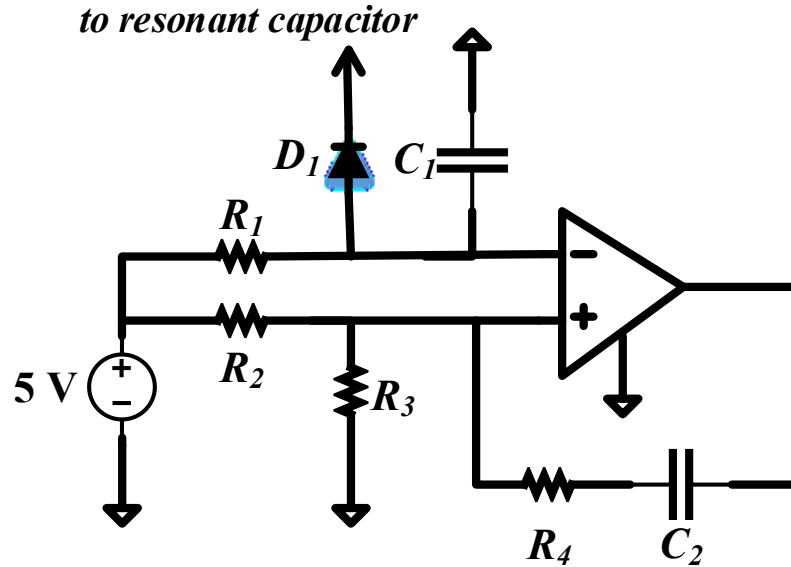 to resonant capacitor
D1
C1
R1
R2
5 V
R3
R4
C2